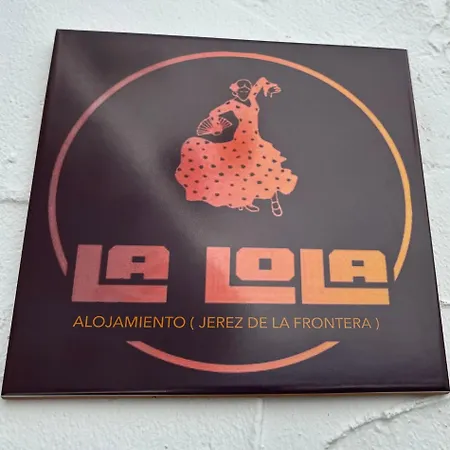 LA LOLA
ALOJAMIENTO ( JEREZ DE LA FRONTERA )